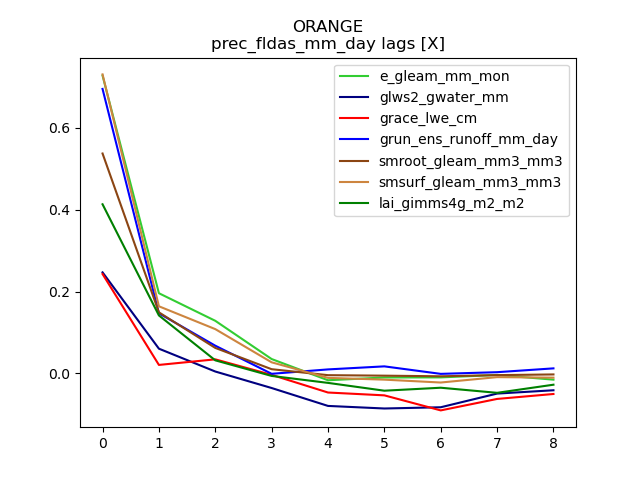 ORANGE
prec_fldas_mm_day lags [X]
e_gleam_mm_mon
glws2_gwater_mm
grace_lwe_cm
grun_ens_runoff_mm_day
smroot_gleam_mm3_mm3
smsurf_gleam_mm3_mm3
lai_gimms4g_m2_m2
0.6
0.4
0.2
0.0
0 1 2 3 4 5 6 7 8